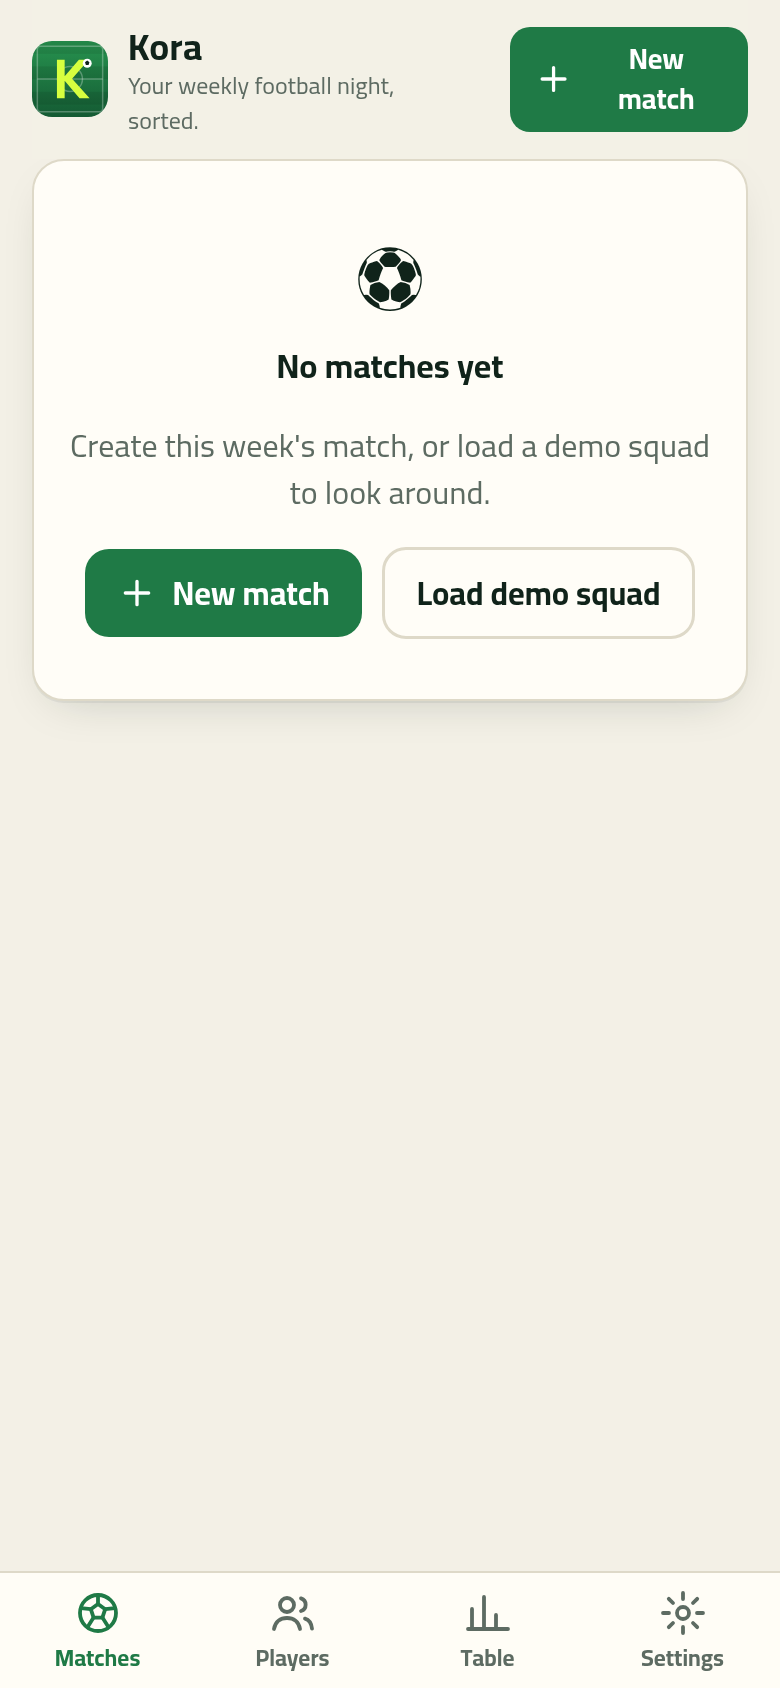 K
Kora
Your weekly football night,
sorted.
New
match
No matches yet
Create this week's match, or load a demo squad
to look around.
New match
Load demo squad
Matches
Players
Table
Settings